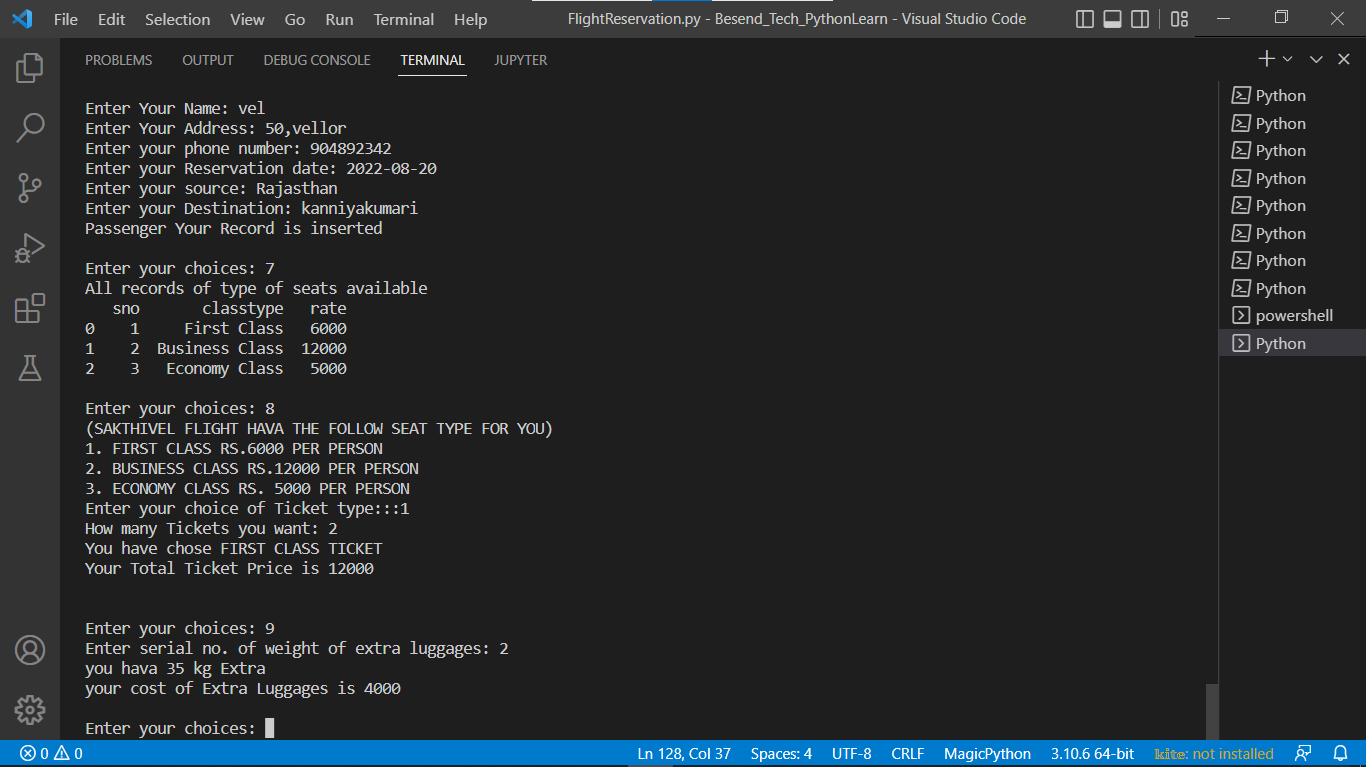 File Edit Selection View Go Run Terminal Help FlightReservation.py - Besend_Tech_PythonLearn - Visual Studio Code
PROBLEMS OUTPUT DEBUG CONSOLE TERMINAL JUPYTER
Enter Your Name: vel
Enter Your Address: 50,vellor
Enter your phone number: 904892342
Enter your Reservation date: 2022-08-20
Enter your source: Rajasthan
Enter your Destination: kanniyakumari
Passenger Your Record is inserted
Enter your choices: 7
All records of type of seats available
sno classtype rate
0 1 First Class 6000
1 2 Business Class 12000
2 3 Economy Class 5000
Enter your choices: 8
(SAKTHIVEL FLIGHT HAVA THE FOLLOW SEAT TYPE FOR YOU)
1. FIRST CLASS RS.6000 PER PERSON
2. BUSINESS CLASS RS.12000 PER PERSON
3. ECONOMY CLASS RS. 5000 PER PERSON
Enter your choice of Ticket type:::1
How many Tickets you want: 2
You have chose FIRST CLASS TICKET
Your Total Ticket Price is 12000
Enter your choices: 9
Enter serial no. of weight of extra luggages: 2
you hava 35 kg Extra
your cost of Extra Luggages is 4000
Enter your choices:
Python
Python
Python
Python
Python
Python
Python
Python
powershell
Python
0 0 Ln 128, Col 37 Spaces: 4 UTF-8 CRLF MagicPython 3.10.6 64-bit kite: not installed